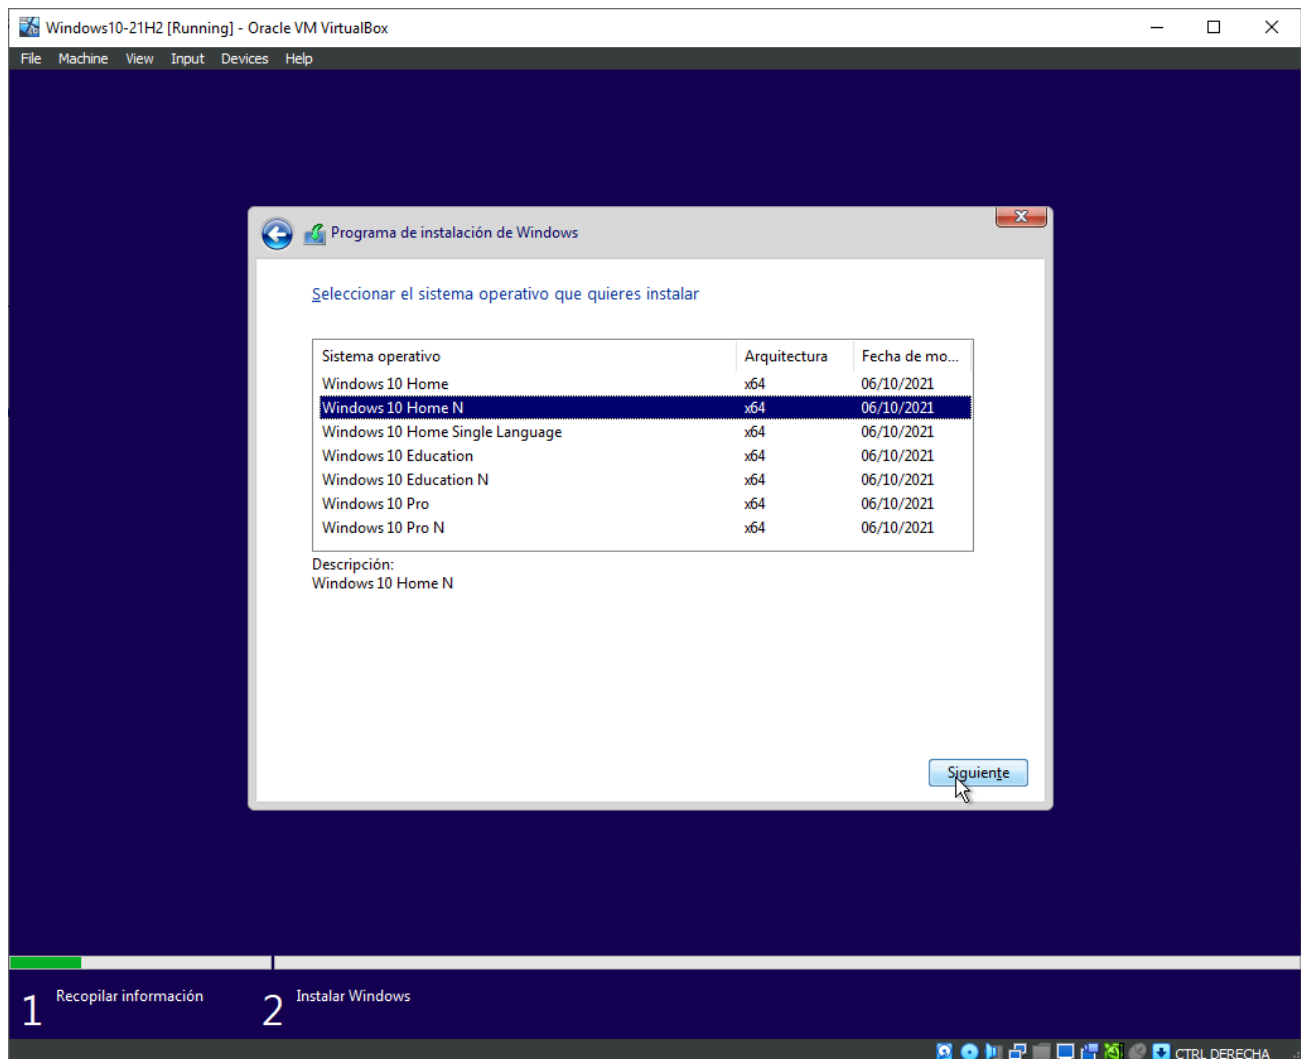 Windows10-21H2 [Running] - Oracle VM VirtualBox
File Machine View Input Devices Help
Programa de instalación de Windows
Seleccionar el sistema operativo que quieres instalar
Sistema operativo Arquitectura Fecha de mo...
Windows 10 Home x64 06/10/2021
Windows 10 Home N x64 06/10/2021
Windows 10 Home Single Language x64 06/10/2021
Windows 10 Education x64 06/10/2021
Windows 10 Education N x64 06/10/2021
Windows 10 Pro x64 06/10/2021
Windows 10 Pro N x64 06/10/2021
Descripción:
Windows 10 Home N
Siguiente
1 Recopilar información 2 Instalar Windows
CTRL DERECHA